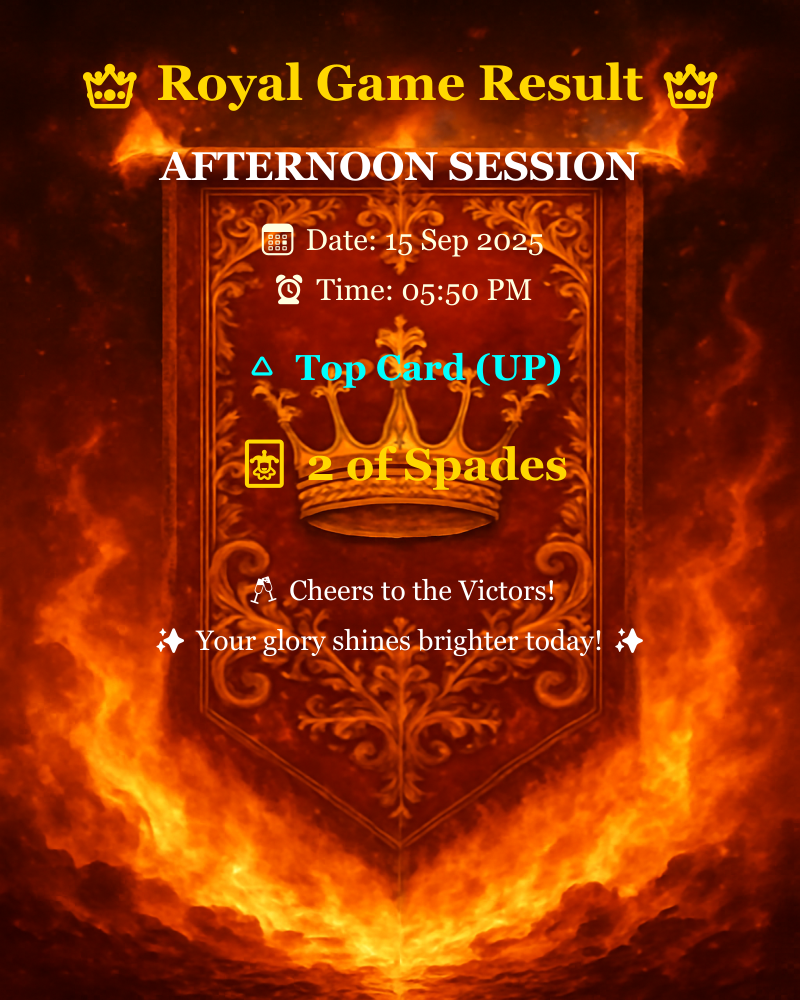 Royal Game Result
AFTERNOON SESSION
Date: 15 Sep 2025
Time: 05:50 PM
Top Card (UP)
2 of Spades
Cheers to the Victors!
Your glory shines brighter today!